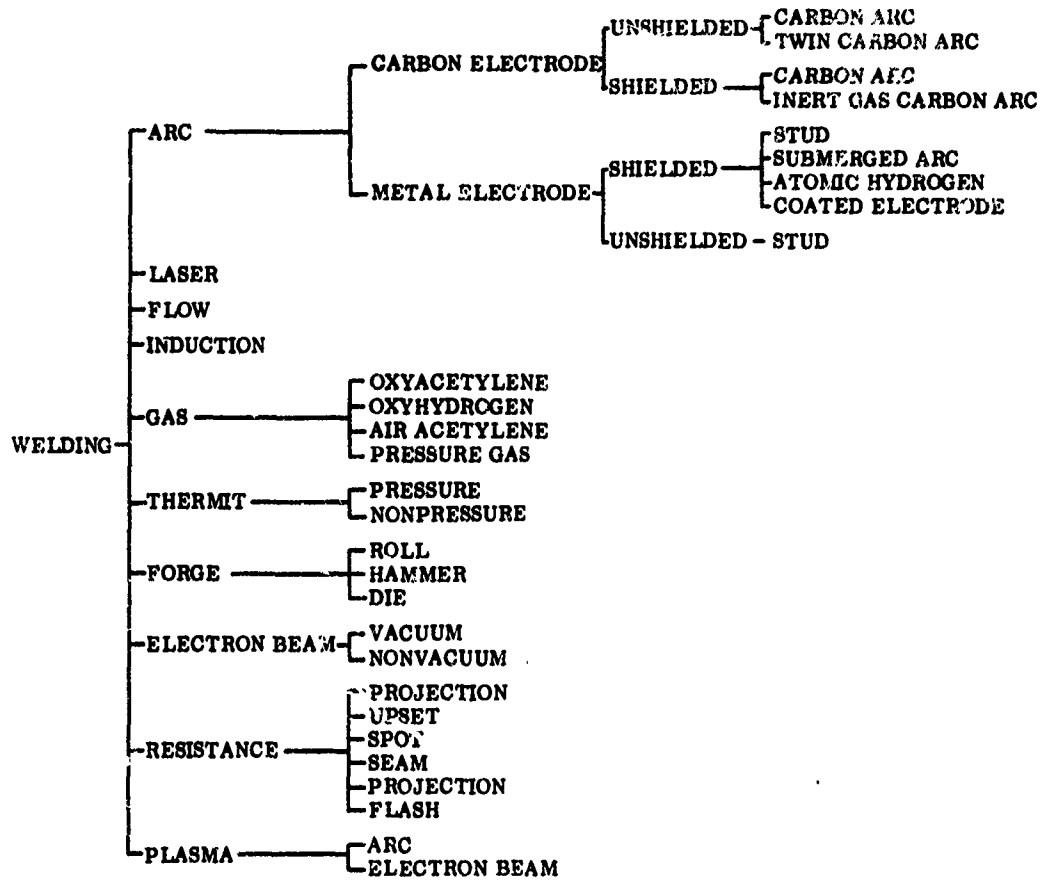 CARBON ARC
UNSHIELDED
TWIN CARBON ARC
CARBON ELECTRODE
CARBON ARC
SHIELDED
INERT GAS CARBON ARC
ARC
STUD
SHIELDED
SUBMERGED ARC
ATOMIC HYDROGEN
METAL ELECTRODE
COATED ELECTRODE
UNSHIELDED - STUD
LASER
FLOW
INDUCTION
OXYACETYLENE
OXYHYDROGEN
GAS
AIR ACETYLENE
WELDING
PRESSURE GAS
PRESSURE
THERMIT
NONPRESSURE
ROLL
FORGE
HAMMER
DIE
VACUUM
ELECTRON BEAM
NONVACUUM
PROJECTION
UPSET
SPOT
RESISTANCE
SEAM
PROJECTION
FLASH
ARC
PLASMA
ELECTRON BEAM